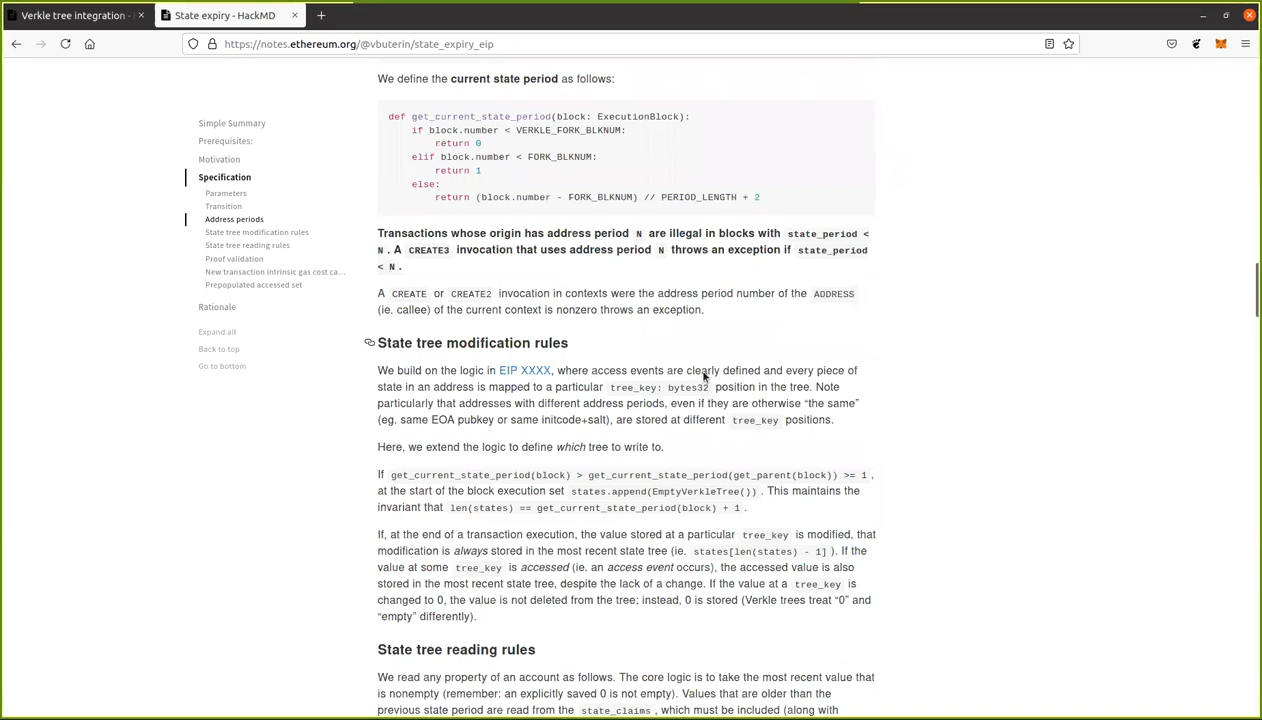 Verkle tree integration -
State expiry - HackMD
https://notes.ethereum.org/@vbuterin/state_expiry_eip
Simple Summary
Prerequisites:
Motivation
Specification
Parameters
Transition
Address periods
State tree modification rules
State tree reading rules
Proof validation
New transaction intrinsic gas cost ca...
Prepopulated accessed set
Rationale
Expand all
Back to top
Go to bottom
We define the current state period as follows:
def get_current_state_period(block: ExecutionBlock):
if block.number < VERKLE_FORK_BLKNUM:
return 0
elif block.number < FORK_BLKNUM:
return 1
else:
return (block.number - FORK_BLKNUM) // PERIOD_LENGTH + 2
Transactions whose origin has address period N are illegal in blocks with state_period <
N. A CREATE3 invocation that uses address period N throws an exception if state_period
< N.
A CREATE or CREATE2 invocation in contexts were the address period number of the ADDRESS
(ie. callee) of the current context is nonzero throws an exception.
State tree modification rules
We build on the logic in EIP XXXX, where access events are clearly defined and every piece of
state in an address is mapped to a particular tree_key: bytes32 position in the tree. Note
particularly that addresses with different address periods, even if they are otherwise “the same”
(eg. same EOA pubkey or same initcode+salt), are stored at different tree_key positions.
Here, we extend the logic to define which tree to write to.
If get_current_state_period(block) > get_current_state_period(get_parent(block)) >= 1,
at the start of the block execution set states.append(EmptyVerkleTree()). This maintains the
invariant that len(states) == get_current_state_period(block) + 1.
If, at the end of a transaction execution, the value stored at a particular tree_key is modified, that
modification is always stored in the most recent state tree (ie. states[len(states) - 1]). If the
value at some tree_key is accessed (ie. an access event occurs), the accessed value is also
stored in the most recent state tree, despite the lack of a change. If the value at a tree_key is
changed to 0, the value is not deleted from the tree; instead, 0 is stored (Verkle trees treat “0” and
“empty” differently).
State tree reading rules
We read any property of an account as follows. The core logic is to take the most recent value that
is nonempty (remember: an explicitly saved 0 is not empty). Values that are older than the
previous state period are read from the state_claims, which must be included (along with